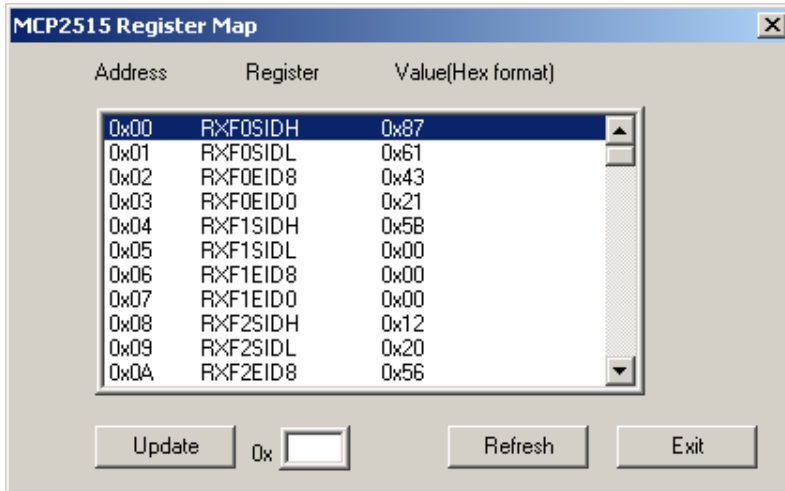 MCP2515 Register Map
Address Register Value(Hex format)
0x00 RXF0SIDH 0x87
0x01 RXF0SIDL 0x61
0x02 RXF0EID8 0x43
0x03 RXF0EID0 0x21
0x04 RXF1SIDH 0x5B
0x05 RXF1SIDL 0x00
0x06 RXF1EID8 0x00
0x07 RXF1EID0 0x00
0x08 RXF2SIDH 0x12
0x09 RXF2SIDL 0x20
0x0A RXF2EID8 0x56
Update 0x Refresh Exit